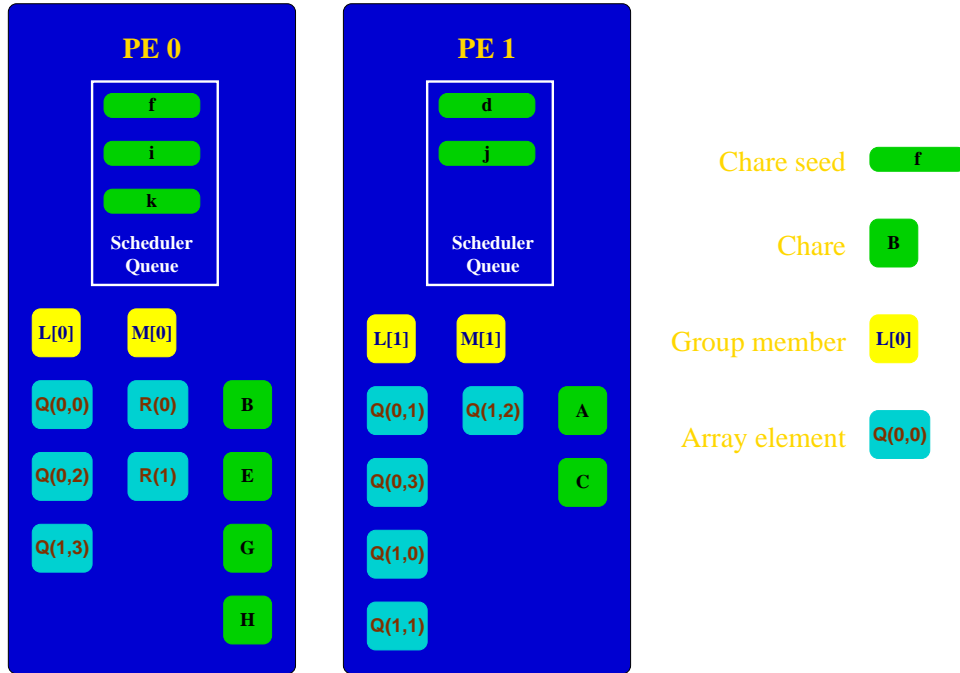 PE 0
f
i
k
Scheduler
Queue
L[0]
M[0]
Q(0,0)
R(0)
B
Q(0,2)
R(1)
E
Q(1,3)
G
H
PE 1
d
j
Scheduler
Queue
L[1]
M[1]
Q(0,1)
Q(1,2)
A
Q(0,3)
C
Q(1,0)
Q(1,1)
Chare seed
f
Chare
B
Group member
L[0]
Array element
Q(0,0)